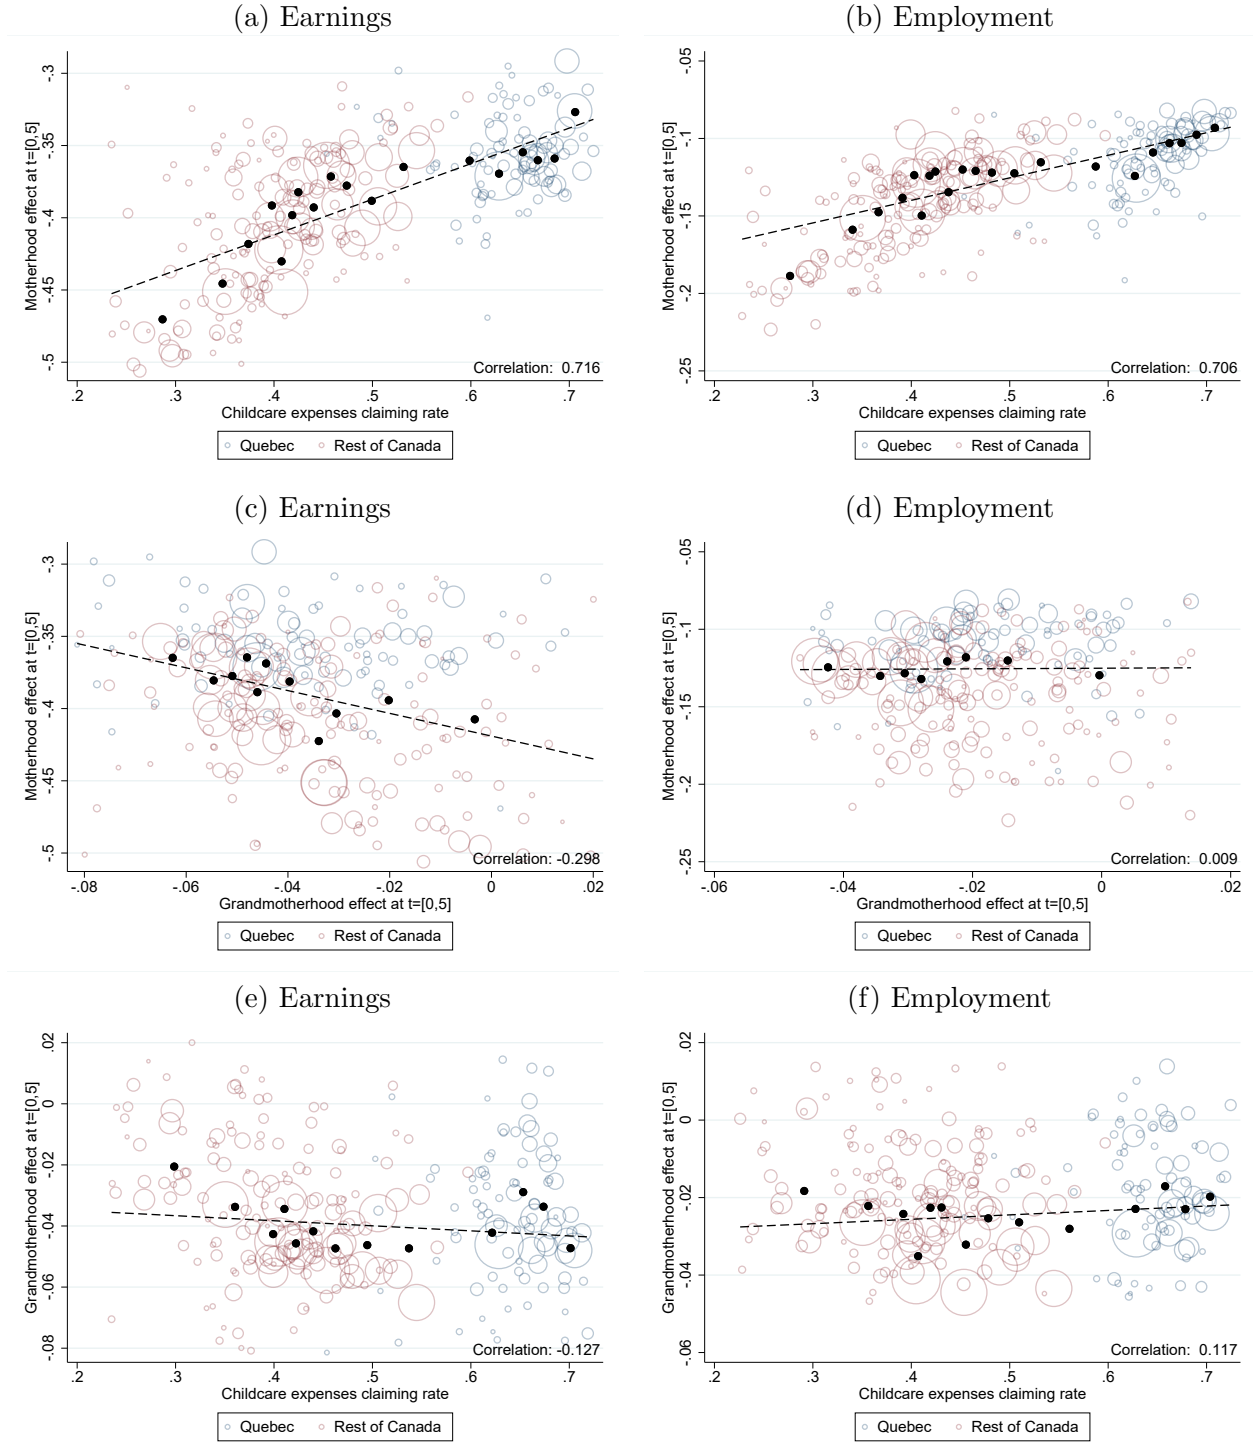 (a) Earnings
Motherhood effect at t=[0,5]
-.3
-.35
-.4
-.45
-.5
Correlation: 0.716
.2 .3 .4 .5 .6 .7
Childcare expenses claiming rate
Quebec Rest of Canada
(b) Employment
Motherhood effect at t=[0,5]
-.05
-.1
-.15
-.2
-.25
Correlation: 0.706
.2 .3 .4 .5 .6 .7
Childcare expenses claiming rate
Quebec Rest of Canada
(c) Earnings
Motherhood effect at t=[0,5]
-.3
-.35
-.4
-.45
-.5
Correlation: -0.298
-.08 -.06 -.04 -.02 0 .02
Grandmotherhood effect at t=[0,5]
Quebec Rest of Canada
(d) Employment
Motherhood effect at t=[0,5]
-.05
-.1
-.15
-.2
-.25
Correlation: 0.009
-.06 -.04 -.02 0 .02
Grandmotherhood effect at t=[0,5]
Quebec Rest of Canada
(e) Earnings
Grandmotherhood effect at t=[0,5]
.02
0
-.02
-.04
-.06
-.08
Correlation: -0.127
.2 .3 .4 .5 .6 .7
Childcare expenses claiming rate
Quebec Rest of Canada
(f) Employment
Grandmotherhood effect at t=[0,5]
.02
0
-.02
-.04
-.06
Correlation: 0.117
.2 .3 .4 .5 .6 .7
Childcare expenses claiming rate
Quebec Rest of Canada